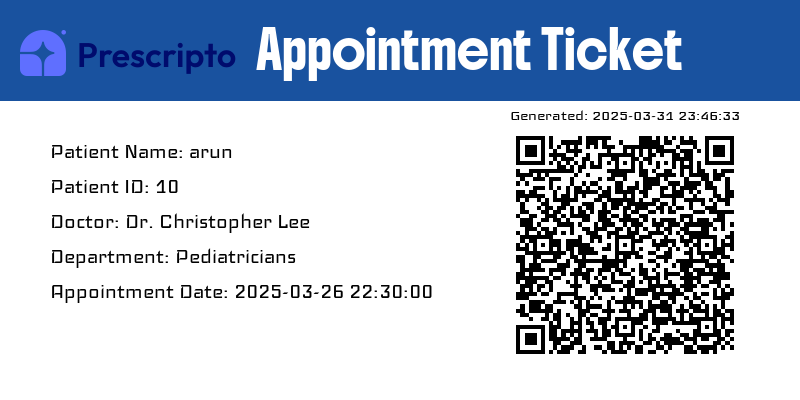 Prescripto Appointment Ticket
Generated: 2025-03-31 23:46:33
Patient Name: arun
Patient ID: 10
Doctor: Dr. Christopher Lee
Department: Pediatricians
Appointment Date: 2025-03-26 22:30:00